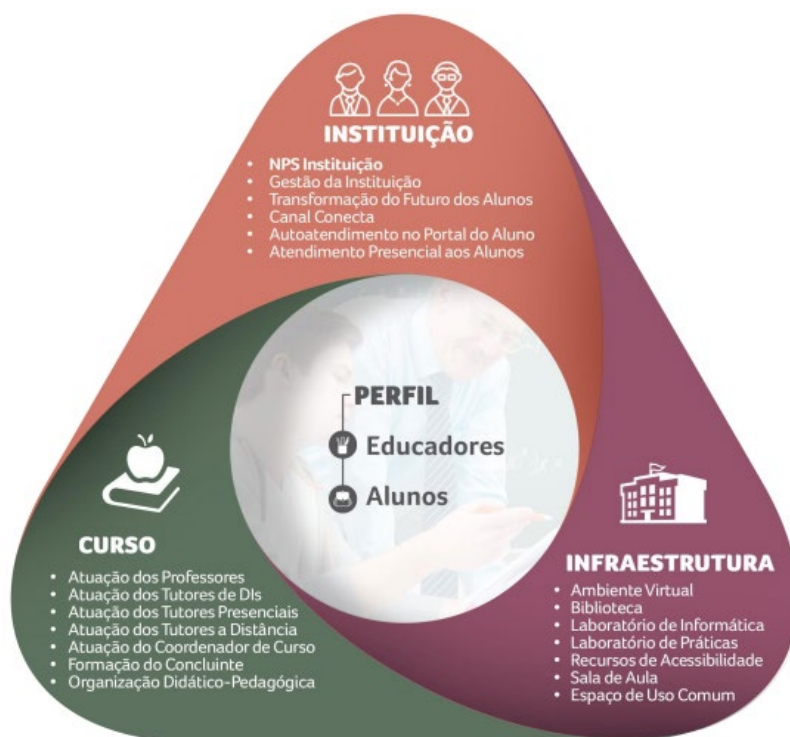 INSTITUIÇÃO
• NPS Instituição
• Gestão da Instituição
• Transformação do Futuro dos Alunos
• Canal Conecta
• Autoatendimento no Portal do Aluno
• Atendimento Presencial aos Alunos
PERFIL
Educadores
Alunos
CURSO
• Atuação dos Professores
• Atuação dos Tutores de DIs
• Atuação dos Tutores Presenciais
• Atuação dos Tutores a Distância
• Atuação do Coordenador de Curso
• Formação do Concluinte
• Organização Didático-Pedagógica
INFRAESTRUTURA
• Ambiente Virtual
• Biblioteca
• Laboratório de Informática
• Laboratório de Práticas
• Recursos de Acessibilidade
• Sala de Aula
• Espaço de Uso Comum